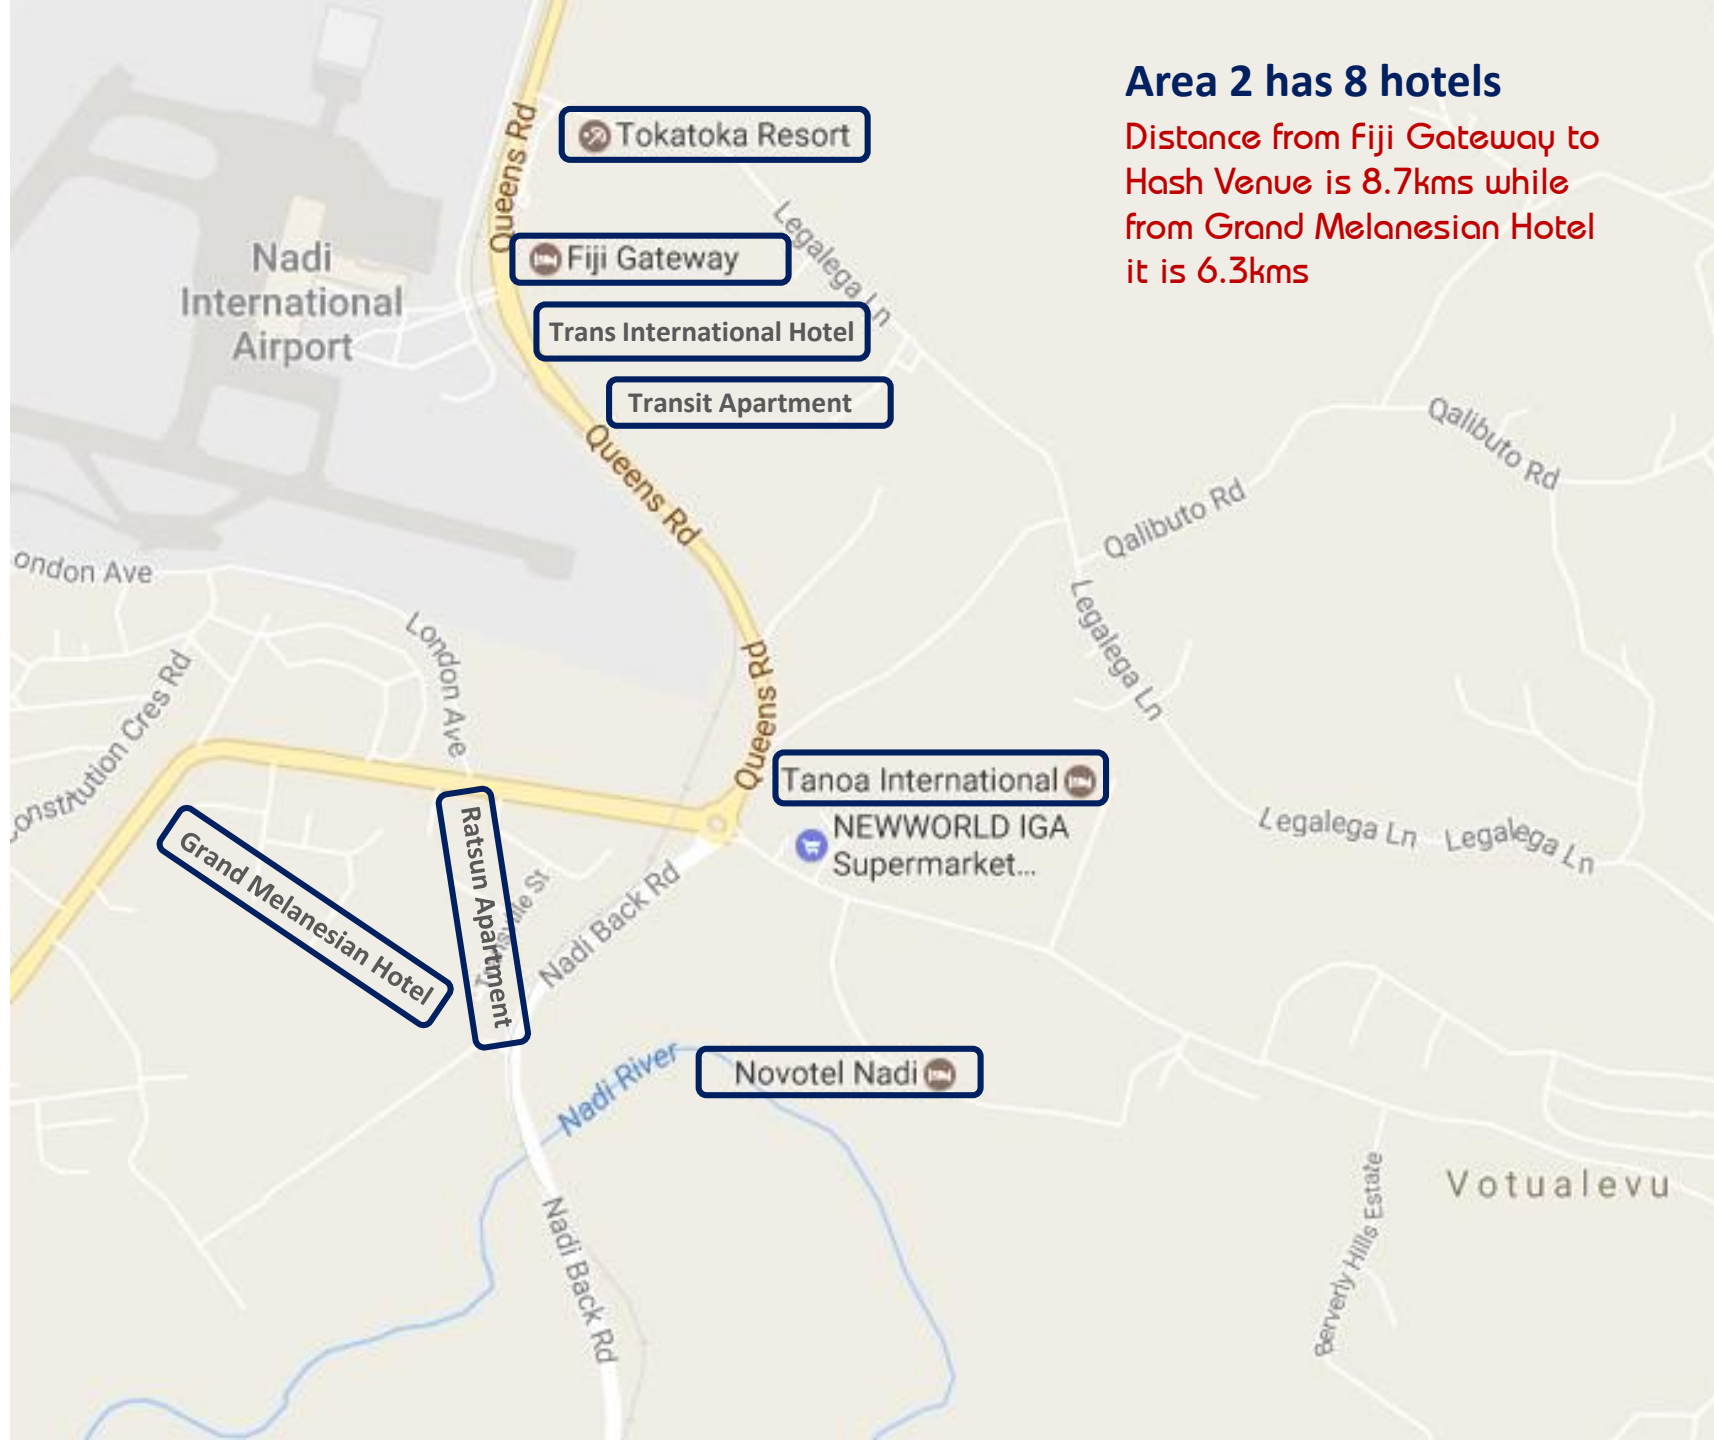 Area 2 has 8 hotels
Distance from Fiji Gateway to
Hash Venue is 8.7kms while
from Grand Melanesian Hotel
it is 6.3kms
Tokatoka Resort
Queens Rd
Legalega Ln
Nadi
International
Airport
Fiji Gateway
Trans International Hotel
Transit Apartment
Queens Rd
Qalibuto Rd
Qalibuto Rd
ondon Ave
London Ave
Legalega Ln
onstitution Cres Rd
Queens Rd
Tanoa International
NEWWORLD IGA
Supermarket...
Legalega Ln
Legalega Ln
Grand Melanesian Hotel
Ratsun Apartment
St
Nadi Back Rd
Nadi River
Novotel Nadi
Votualevu
Berverly Hills Estate
Nadi Back Rd